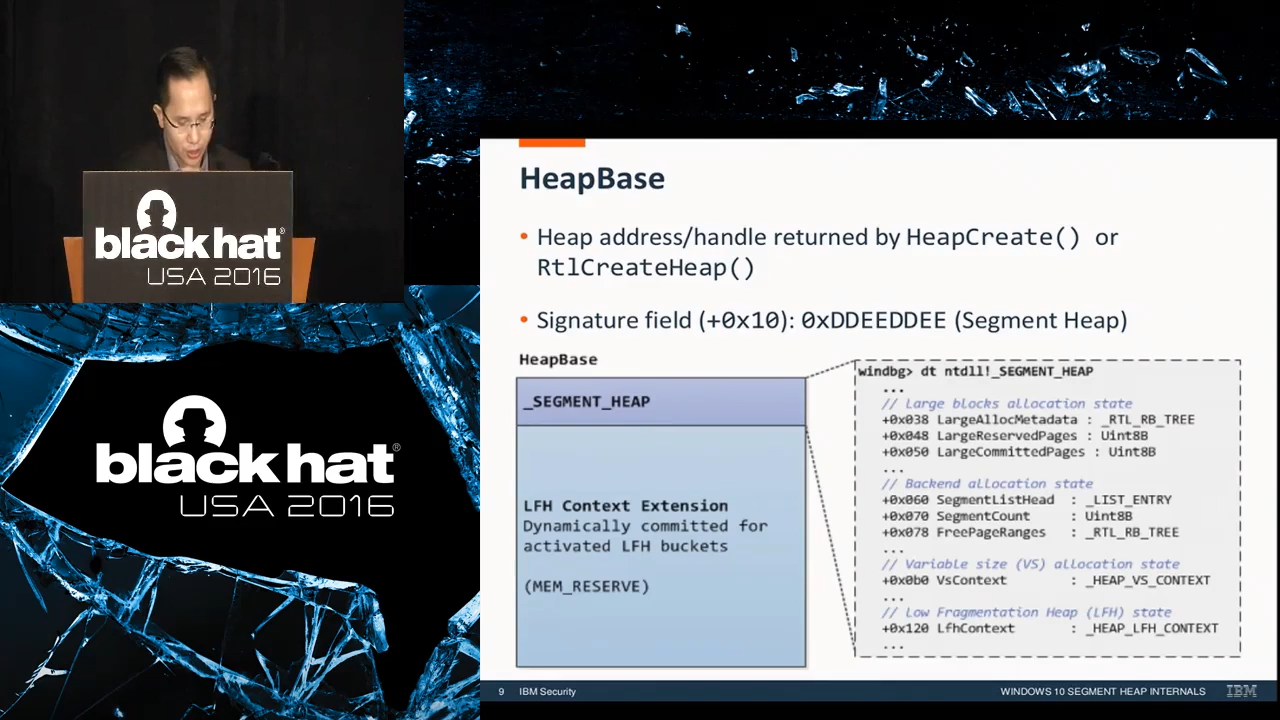 black hat®
USA 2016
black hat®
USA 2016
HeapBase
• Heap address/handle returned by HeapCreate() or
RtlCreateHeap()
• Signature field (+0x10): 0xDDEEDDEE (Segment Heap)
HeapBase
_SEGMENT_HEAP
LFH Context Extension
Dynamically committed for
activated LFH buckets
(MEM_RESERVE)
windbg> dt ntdll!_SEGMENT_HEAP
...
// Large blocks allocation state
+0x038 LargeAllocMetadata : _RTL_RB_TREE
+0x048 LargeReservedPages : Uint8B
+0x050 LargeCommittedPages : Uint8B
...
// Backend allocation state
+0x060 SegmentListHead : _LIST_ENTRY
+0x070 SegmentCount : Uint8B
+0x078 FreePageRanges : _RTL_RB_TREE
...
// Variable size (VS) allocation state
+0x0b0 VsContext : _HEAP_VS_CONTEXT
...
// Low Fragmentation Heap (LFH) state
+0x120 LfhContext : _HEAP_LFH_CONTEXT
...
9 IBM Security
WINDOWS 10 SEGMENT HEAP INTERNALS IBM